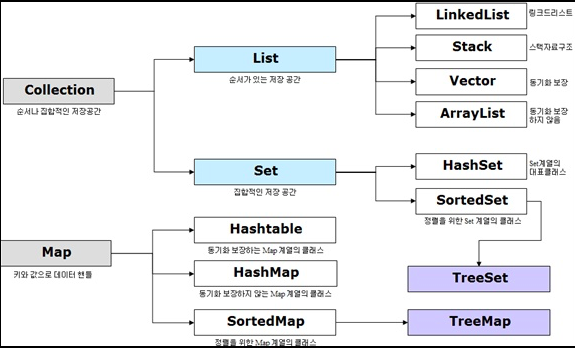 LinkedList
링크드리스트
List
순서가 있는 저장 공간
Stack
스택자료구조
Collection
순서나 집합적인 저장공간
Vector
동기화 보장
ArrayList
동기화 보장
하지 않음
Set
집합적인 저장 공간
HashSet
Set계열의
대표클래스
SortedSet
정렬을 위한 Set 계열의 클래스
Hashtable
동기화 보장하는 Map 계열의 클래스
Map
키와 값으로 데이터 핸들
HashMap
동기화 보장하지 않는 Map 계열의 클래스
TreeSet
SortedMap
정렬을 위한 Map 계열의 클래스
TreeMap